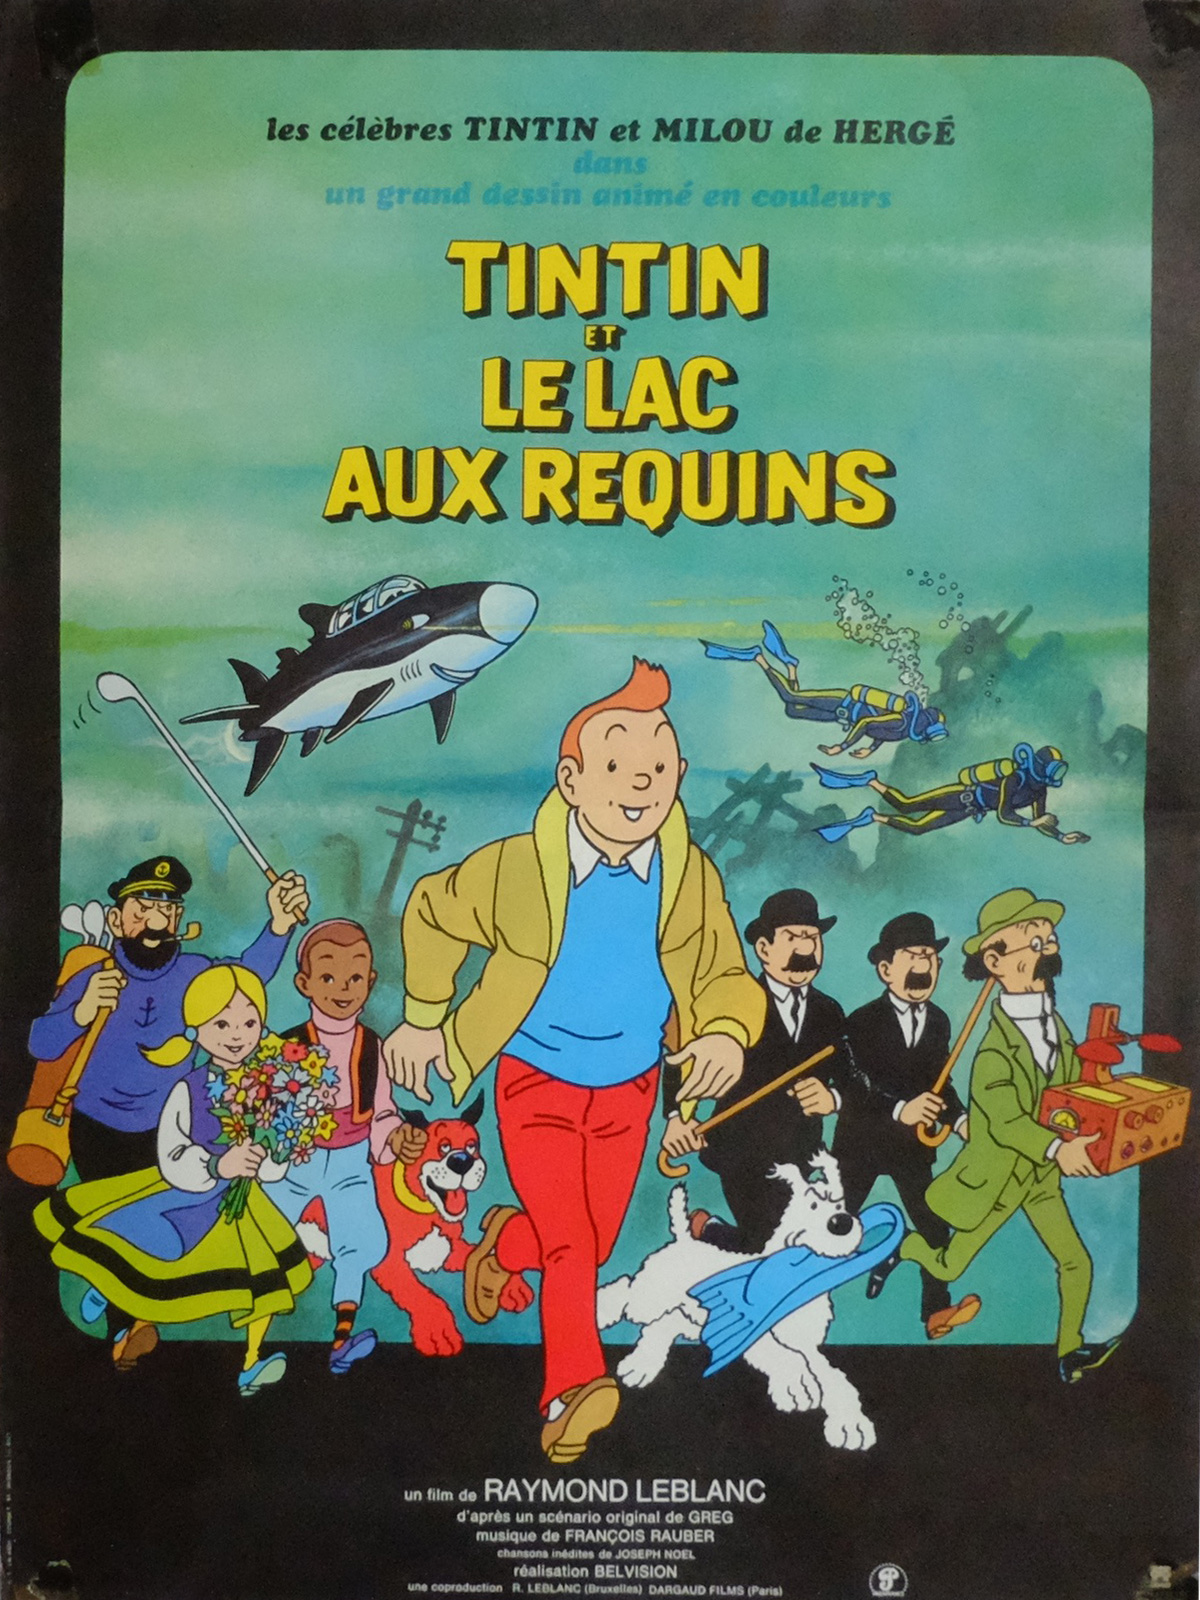 les célèbres TINTIN et MILOU de HERGÉ
dans
un grand dessin animé en couleurs
TINTIN
ET
LE LAC
AUX REQUINS
un film de RAYMOND LEBLANC
d'après un scénario original de GREG
musique de FRANÇOIS RAUBER
chansons inédites de JOSEPH NOEL
réalisation BELVISION
une coproduction R. LEBLANC (Bruxelles) DARGAUD FILMS (Paris)